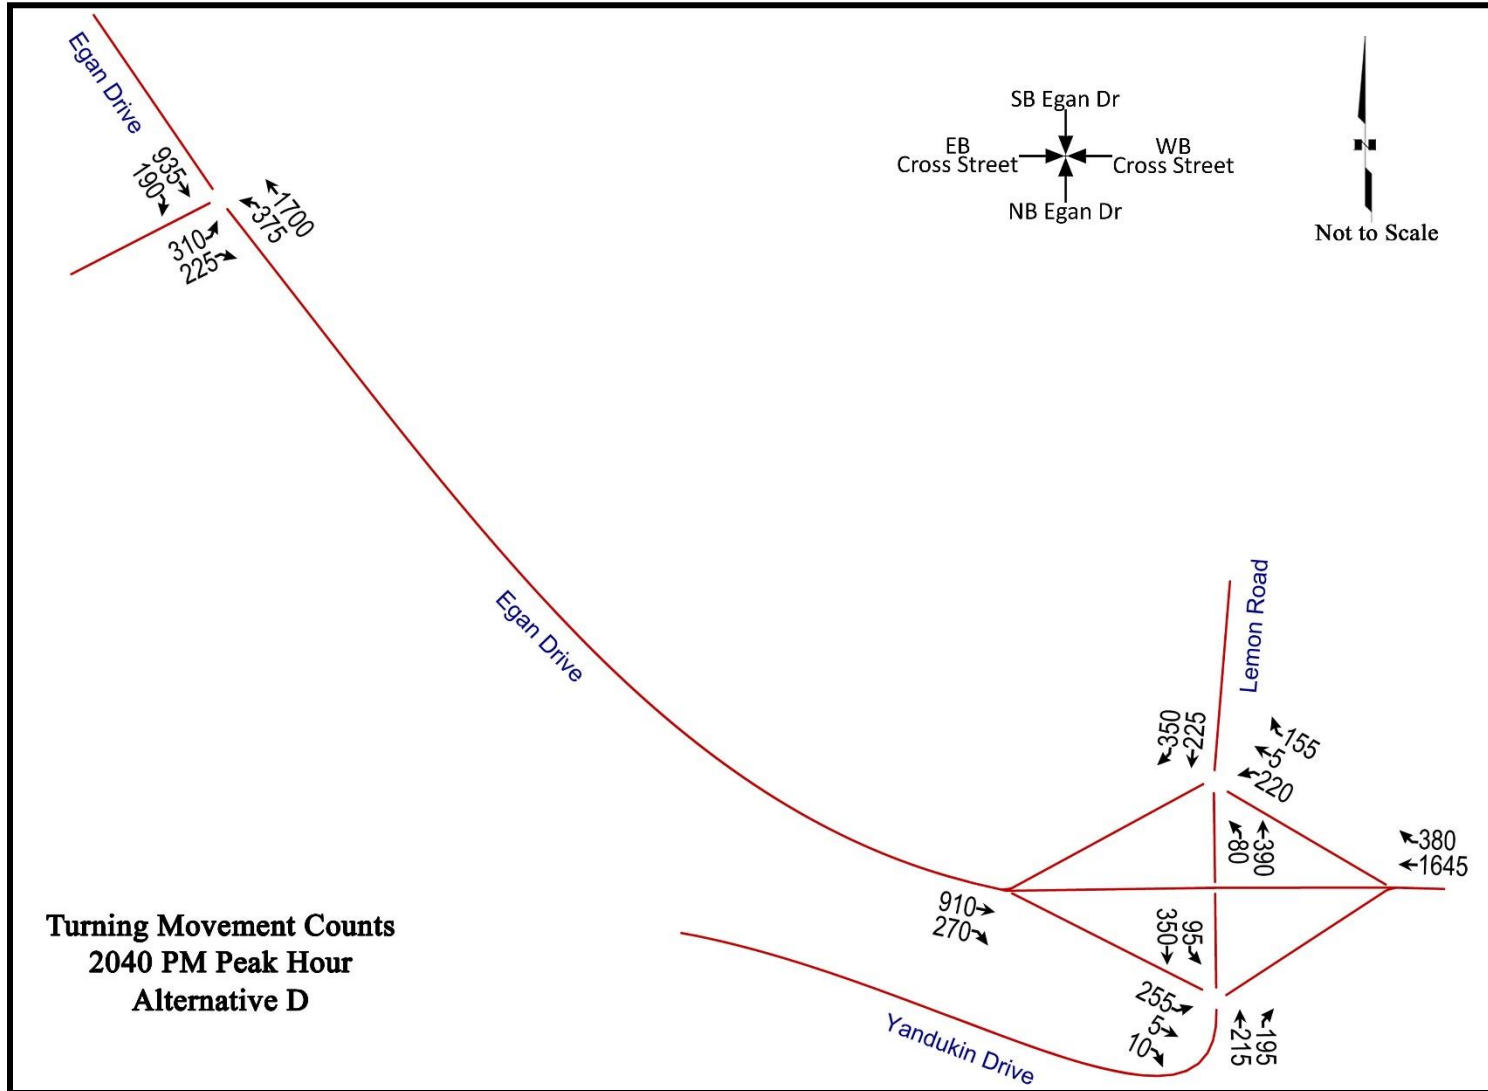 Egan Drive
SB Egan Dr
EB
Cross Street
WB
Cross Street
NB Egan Dr
N
Not to Scale
935
190
1700
375
310
225
Egan Drive
Lemon Road
350
225
155
5
220
80
390
380
1645
910
270
350
95
255
5
10
215
195
Yandukin Drive
Turning Movement Counts
2040 PM Peak Hour
Alternative D